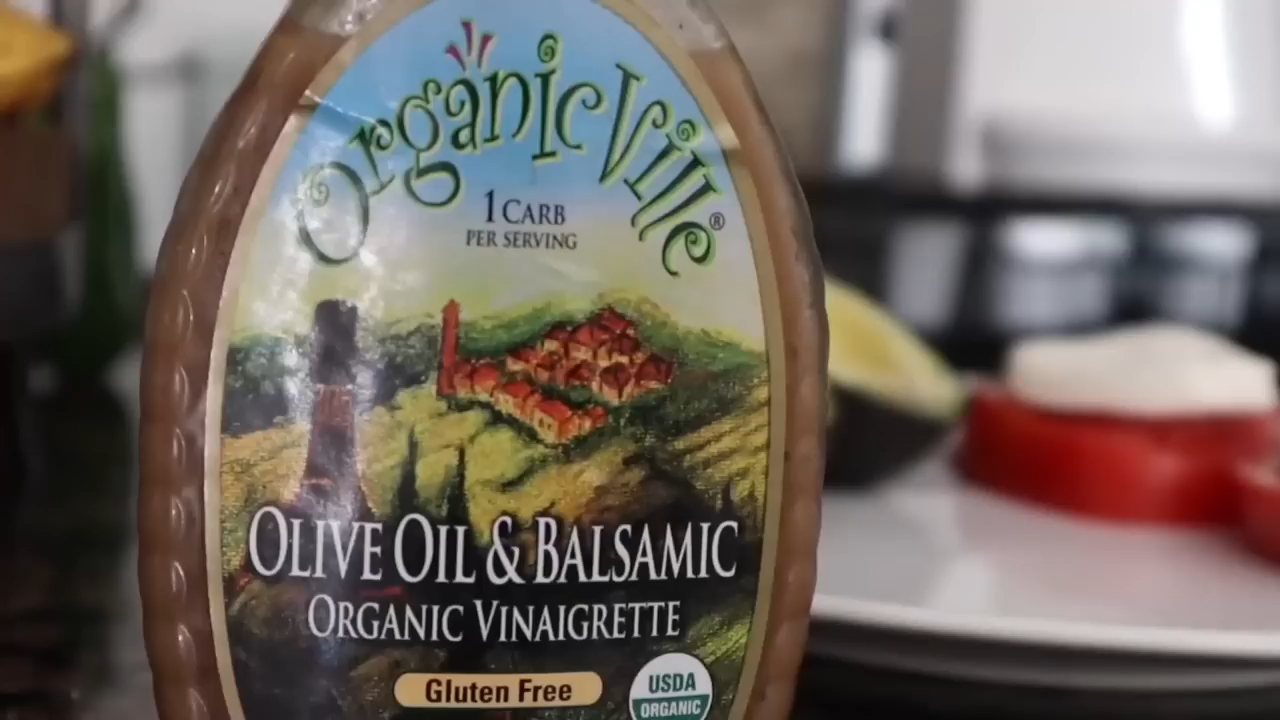 OrganicVille®
1 CARB
PER SERVING
OLIVE OIL & BALSAMIC
ORGANIC VINAIGRETTE
Gluten Free
USDA
ORGANIC